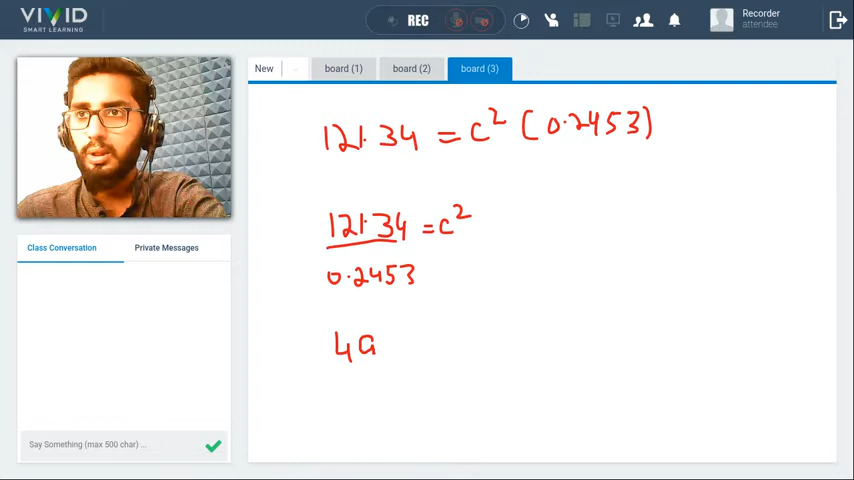 VIVID
SMART LEARNING
REC
Recorder
attendee
New
board (1)
board (2)
board (3)
121.34 = c² (0.2453)
121.34 = c²
0.2453
Class Conversation
Private Messages
Say Something (max 500 char) ...